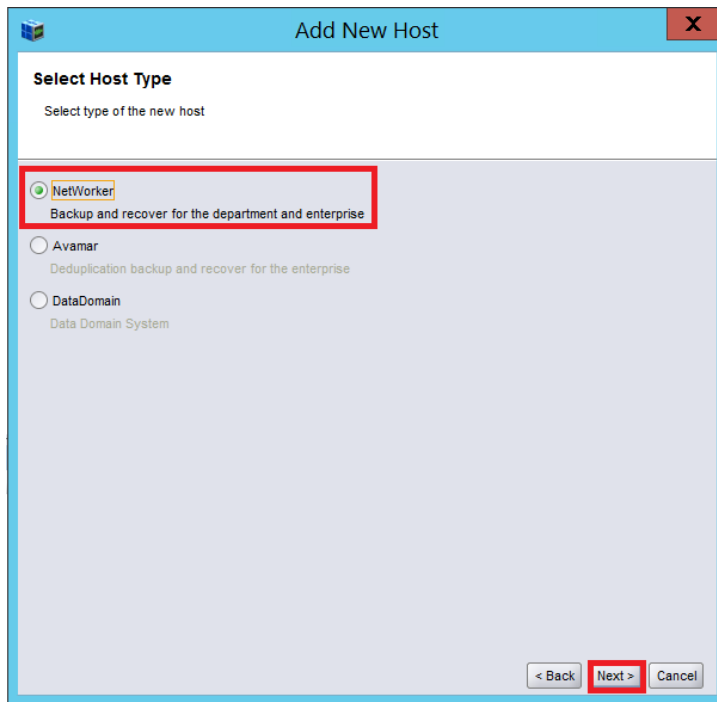 Add New Host
X
Select Host Type
Select type of the new host
NetWorker
Backup and recover for the department and enterprise
Avamar
Deduplication backup and recover for the enterprise
DataDomain
Data Domain System
< Back Next > Cancel